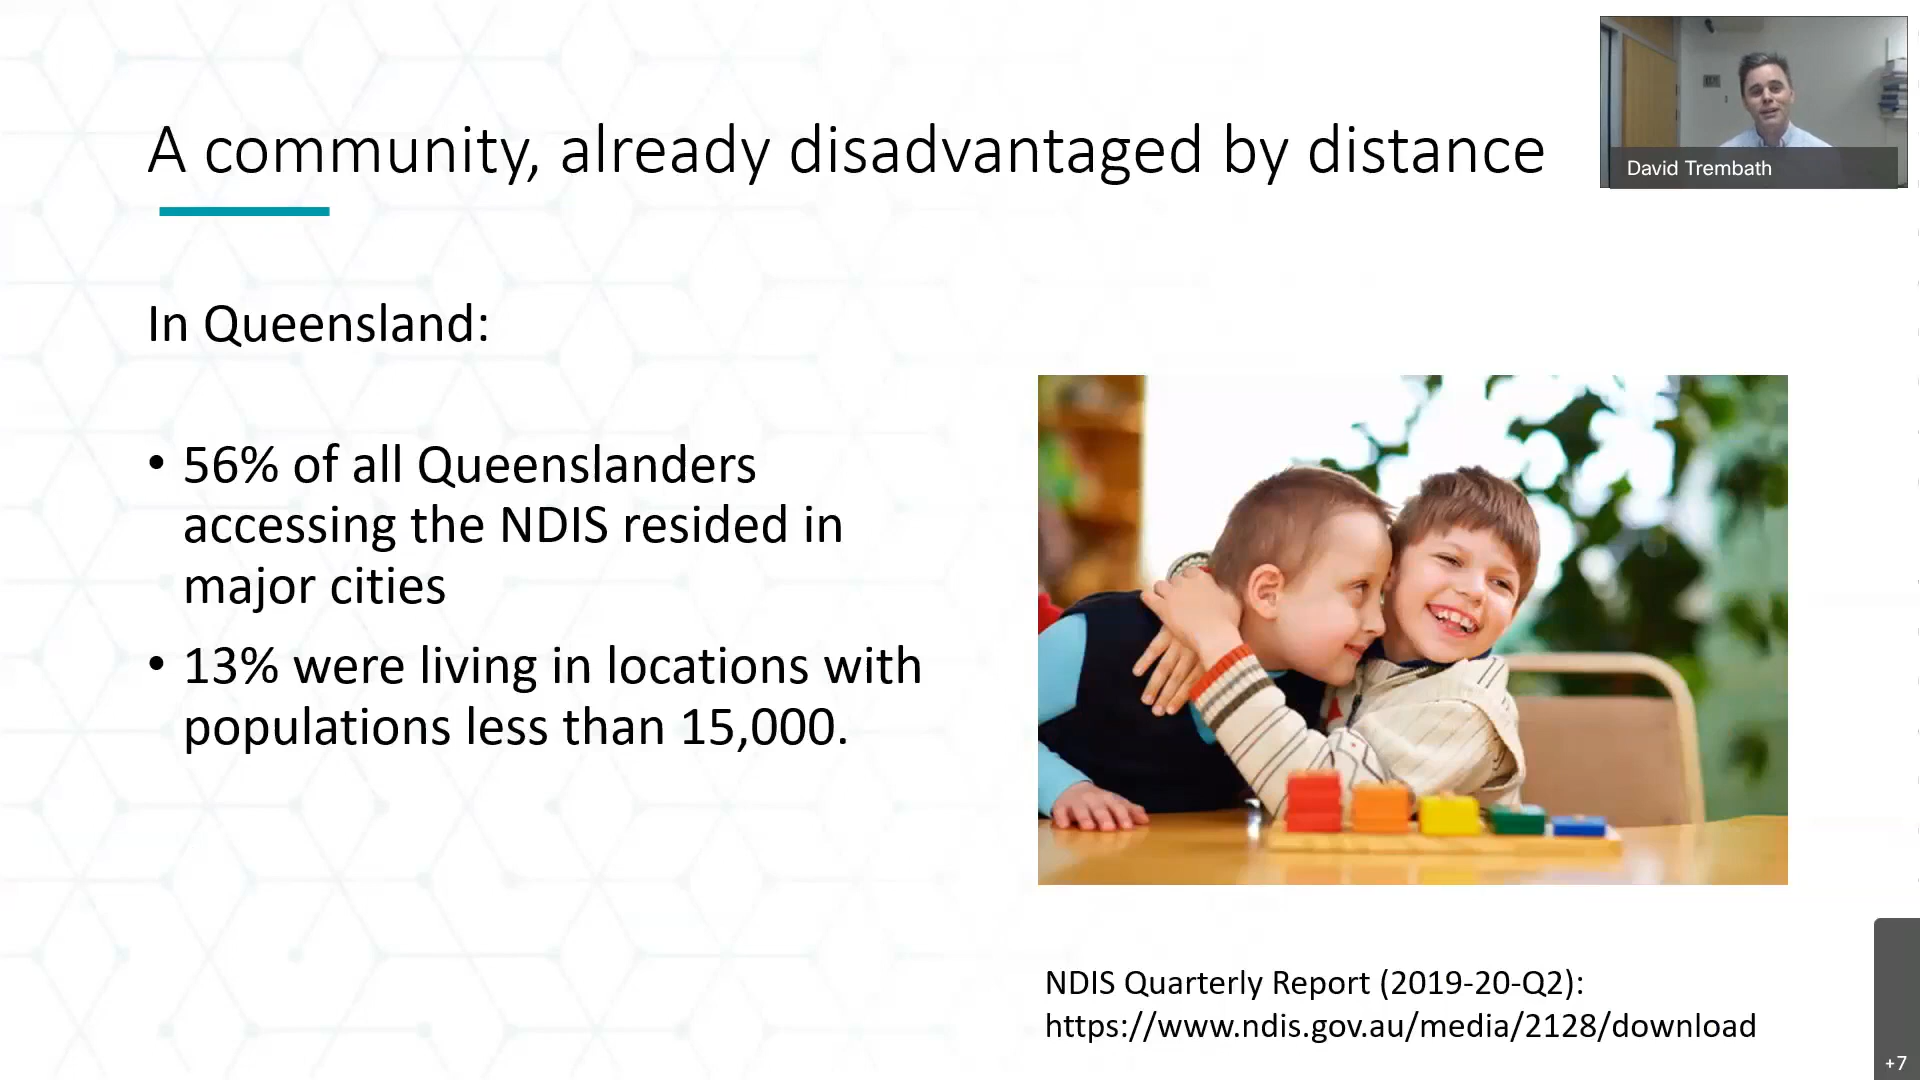 A community, already disadvantaged by distance
David Trembath
In Queensland:
• 56% of all Queenslanders
accessing the NDIS resided in
major cities
• 13% were living in locations with
populations less than 15,000.
NDIS Quarterly Report (2019-20-Q2):
https://www.ndis.gov.au/media/2128/download
+7